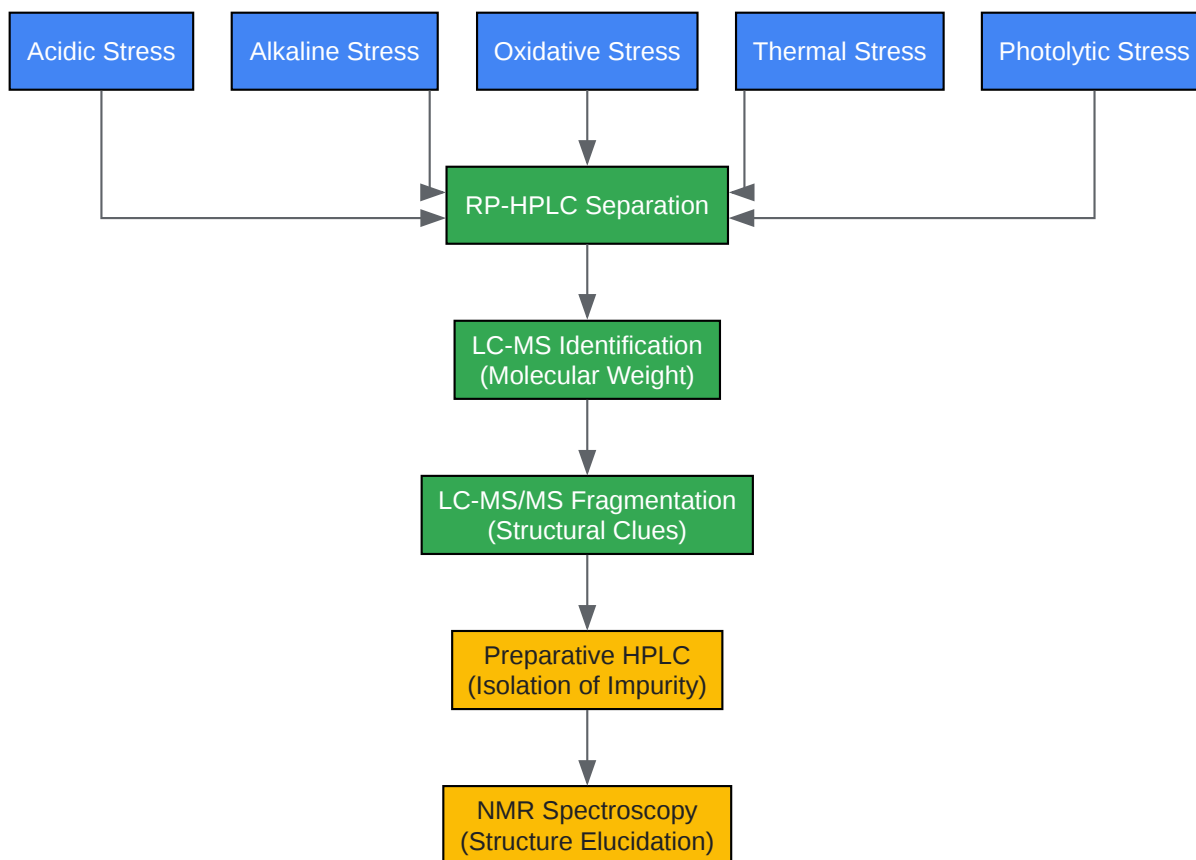 Acidic Stress
Alkaline Stress
Oxidative Stress
Thermal Stress
Photolytic Stress
RP-HPLC Separation
LC-MS Identification
(Molecular Weight)
LC-MS/MS Fragmentation
(Structural Clues)
Preparative HPLC
(Isolation of Impurity)
NMR Spectroscopy
(Structure Elucidation)